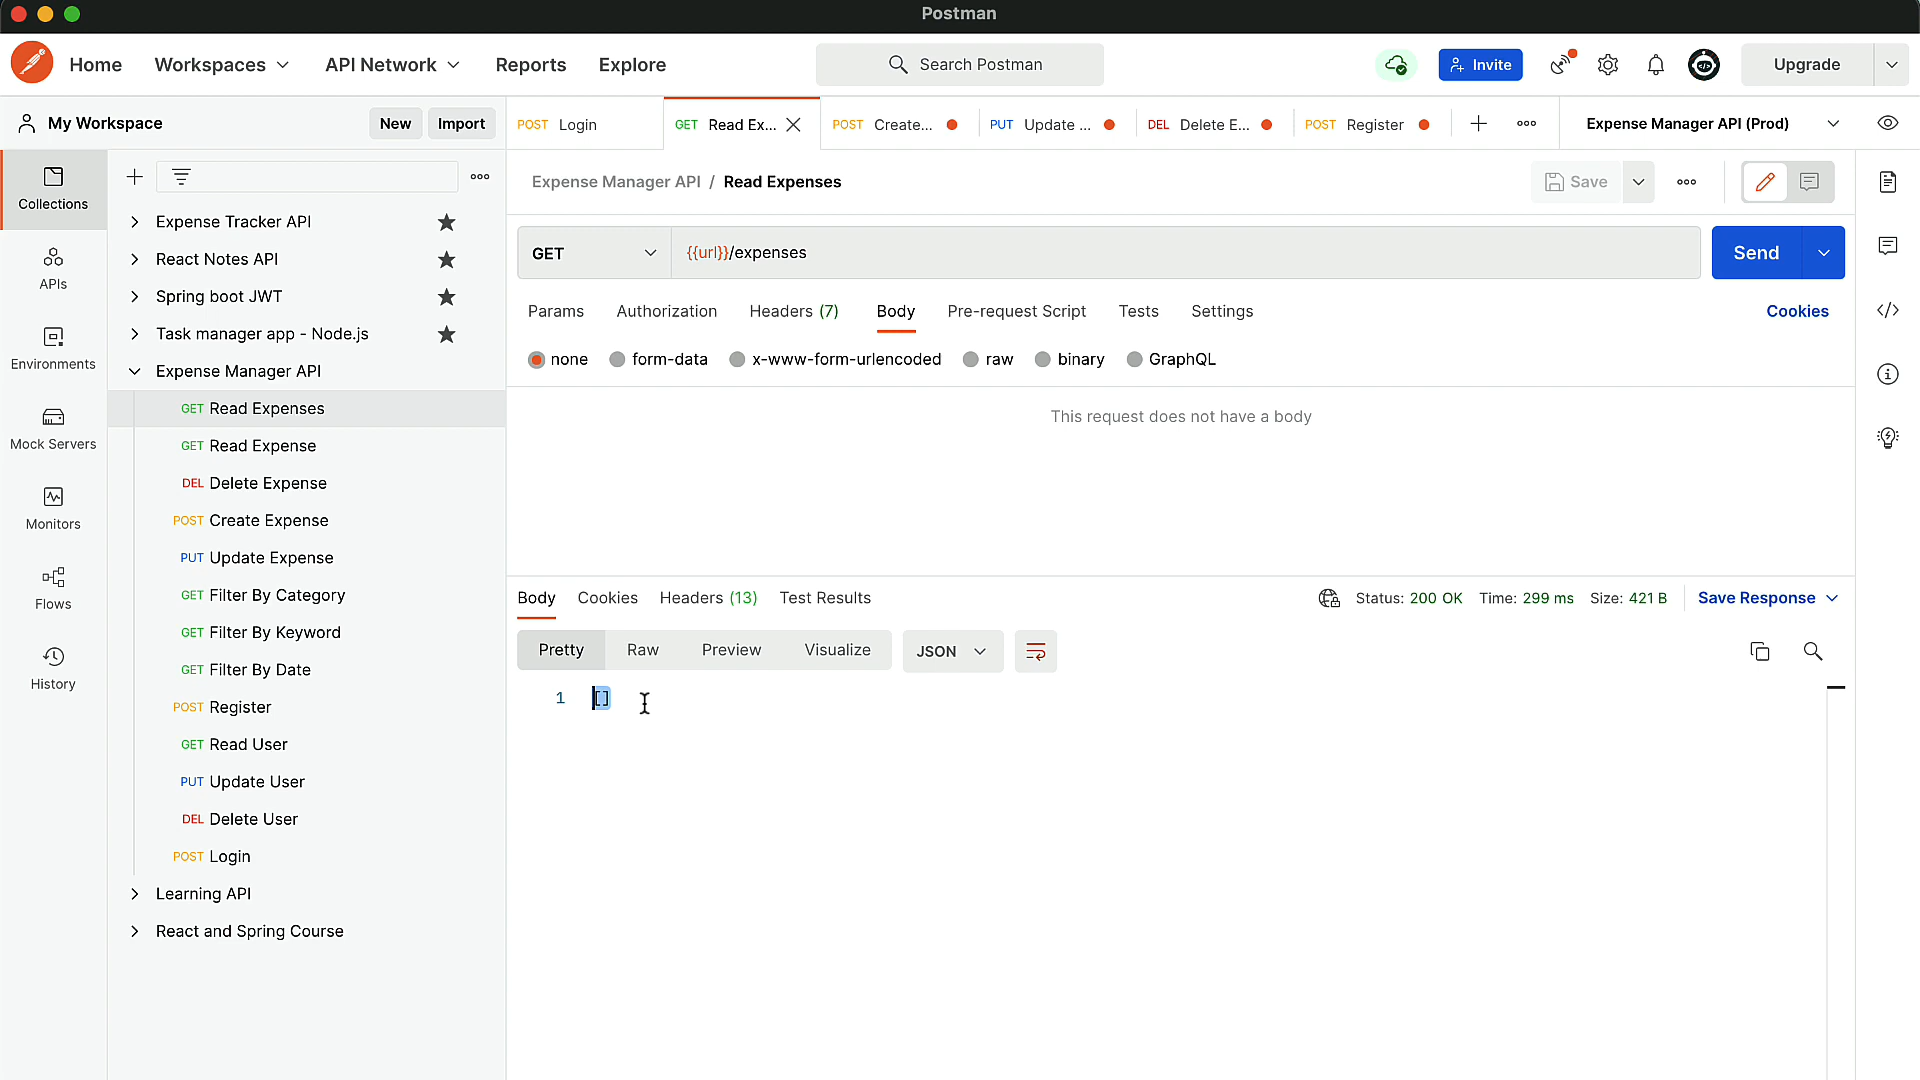 Postman
Home
Workspaces
API Network
Reports
Explore
Search Postman
Invite
Upgrade
My Workspace
New
Import
POST Login
GET Read Ex...
POST Create...
PUT Update ...
DEL Delete E...
POST Register
Expense Manager API (Prod)
Collections
APIs
Environments
Mock Servers
Monitors
Flows
History
Expense Tracker API
React Notes API
Spring boot JWT
Task manager app - Node.js
Expense Manager API
GET Read Expenses
GET Read Expense
DEL Delete Expense
POST Create Expense
PUT Update Expense
GET Filter By Category
GET Filter By Keyword
GET Filter By Date
POST Register
GET Read User
PUT Update User
DEL Delete User
POST Login
Learning API
React and Spring Course
Expense Manager API / Read Expenses
Save
GET
{{url}}/expenses
Send
Params
Authorization
Headers (7)
Body
Pre-request Script
Tests
Settings
Cookies
none
form-data
x-www-form-urlencoded
raw
binary
GraphQL
This request does not have a body
Body
Cookies
Headers (13)
Test Results
Status: 200 OK
Time: 299 ms
Size: 421 B
Save Response
Pretty
Raw
Preview
Visualize
JSON
1 []